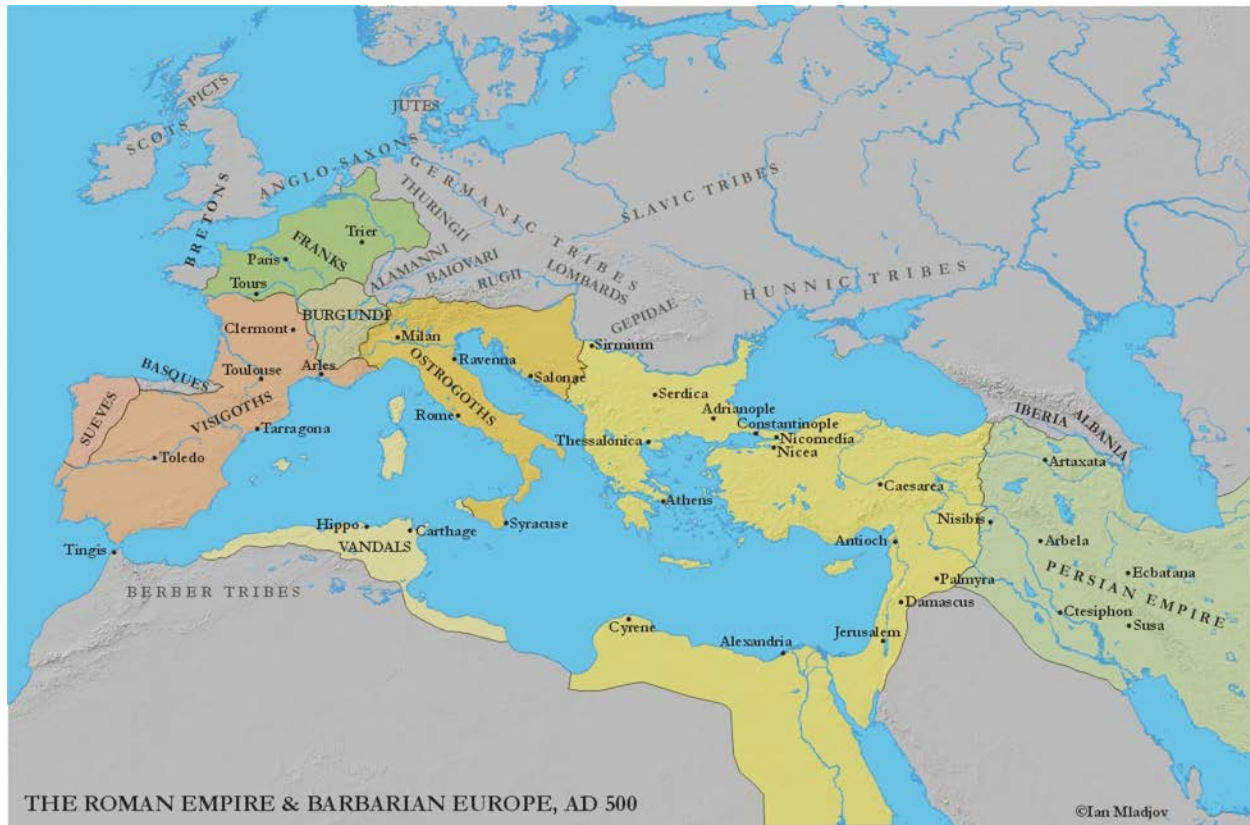 PICTS
SCOTS
JUTES
ANGLO-SAXONS
BRETONS
GERMANIC TRIBES
THURINGII
SLAVIC TRIBES
FRANKS
Trier
Paris
Tours
ALAMANNI
BAIOVARI
RUGII
LOMBARDS
GEPIDAE
HUNNIC TRIBES
BURGUNDI
Clermont
Milan
Sirmium
Ravenna
OSTROGOTHS
Salonae
Serdica
BASQUES
Toulouse
Arles
SUEVES
VISIGOTHS
Tarragona
Toledo
Rome
Adrianople
Constantinople
Nicomedia
Nicea
Thessalonica
IBERIA
ALBANIA
Artaxata
Caesarea
Athens
Syracuse
Nisibis
Hippo
Carthage
VANDALS
Tingis
BERBER TRIBES
Antioch
Arbela
Ecbatana
PERSIAN EMPIRE
Palmyra
Damascus
Ctesiphon
Susa
Cyrene
Alexandria
Jerusalem
THE ROMAN EMPIRE & BARBARIAN EUROPE, AD 500
©Ian Mladjov